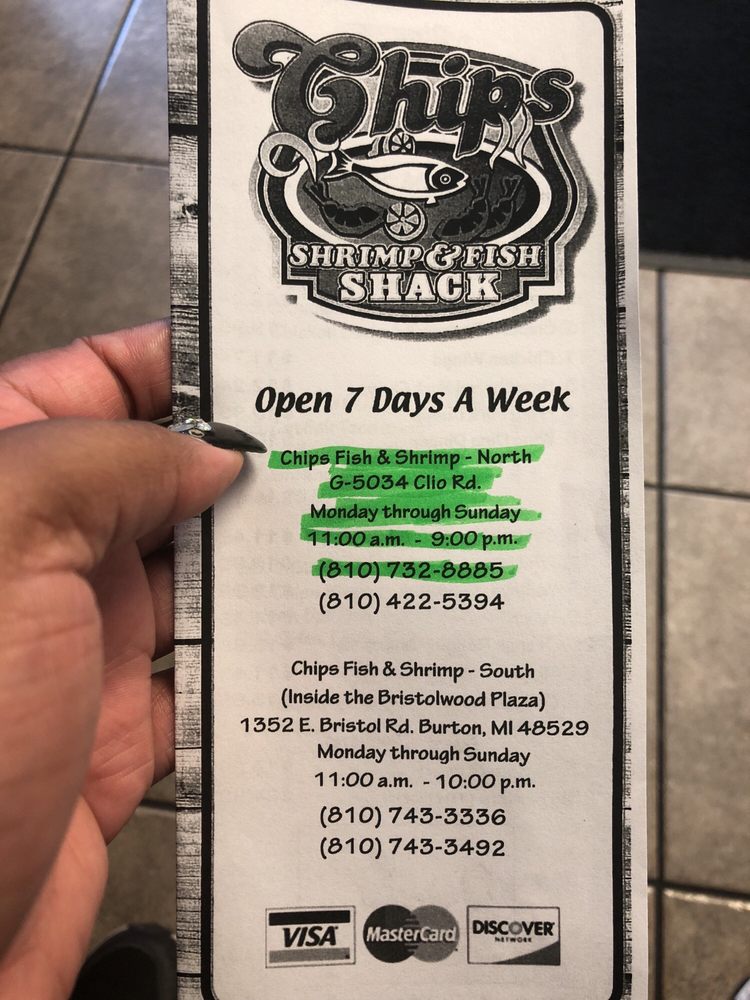 Chips
SHRIMP & FISH
SHACK
Open 7 Days A Week
Chips Fish & Shrimp - North
G-5034 Clio Rd.
Monday through Sunday
11:00 a.m. - 9:00 p.m.
(810) 732-8885
(810) 422-5394
Chips Fish & Shrimp - South
(Inside the Bristolwood Plaza)
1352 E. Bristol Rd. Burton, MI 48529
Monday through Sunday
11:00 a.m. - 10:00 p.m.
(810) 743-3336
(810) 743-3492
VISA MasterCard DISCOVER
NETWORK